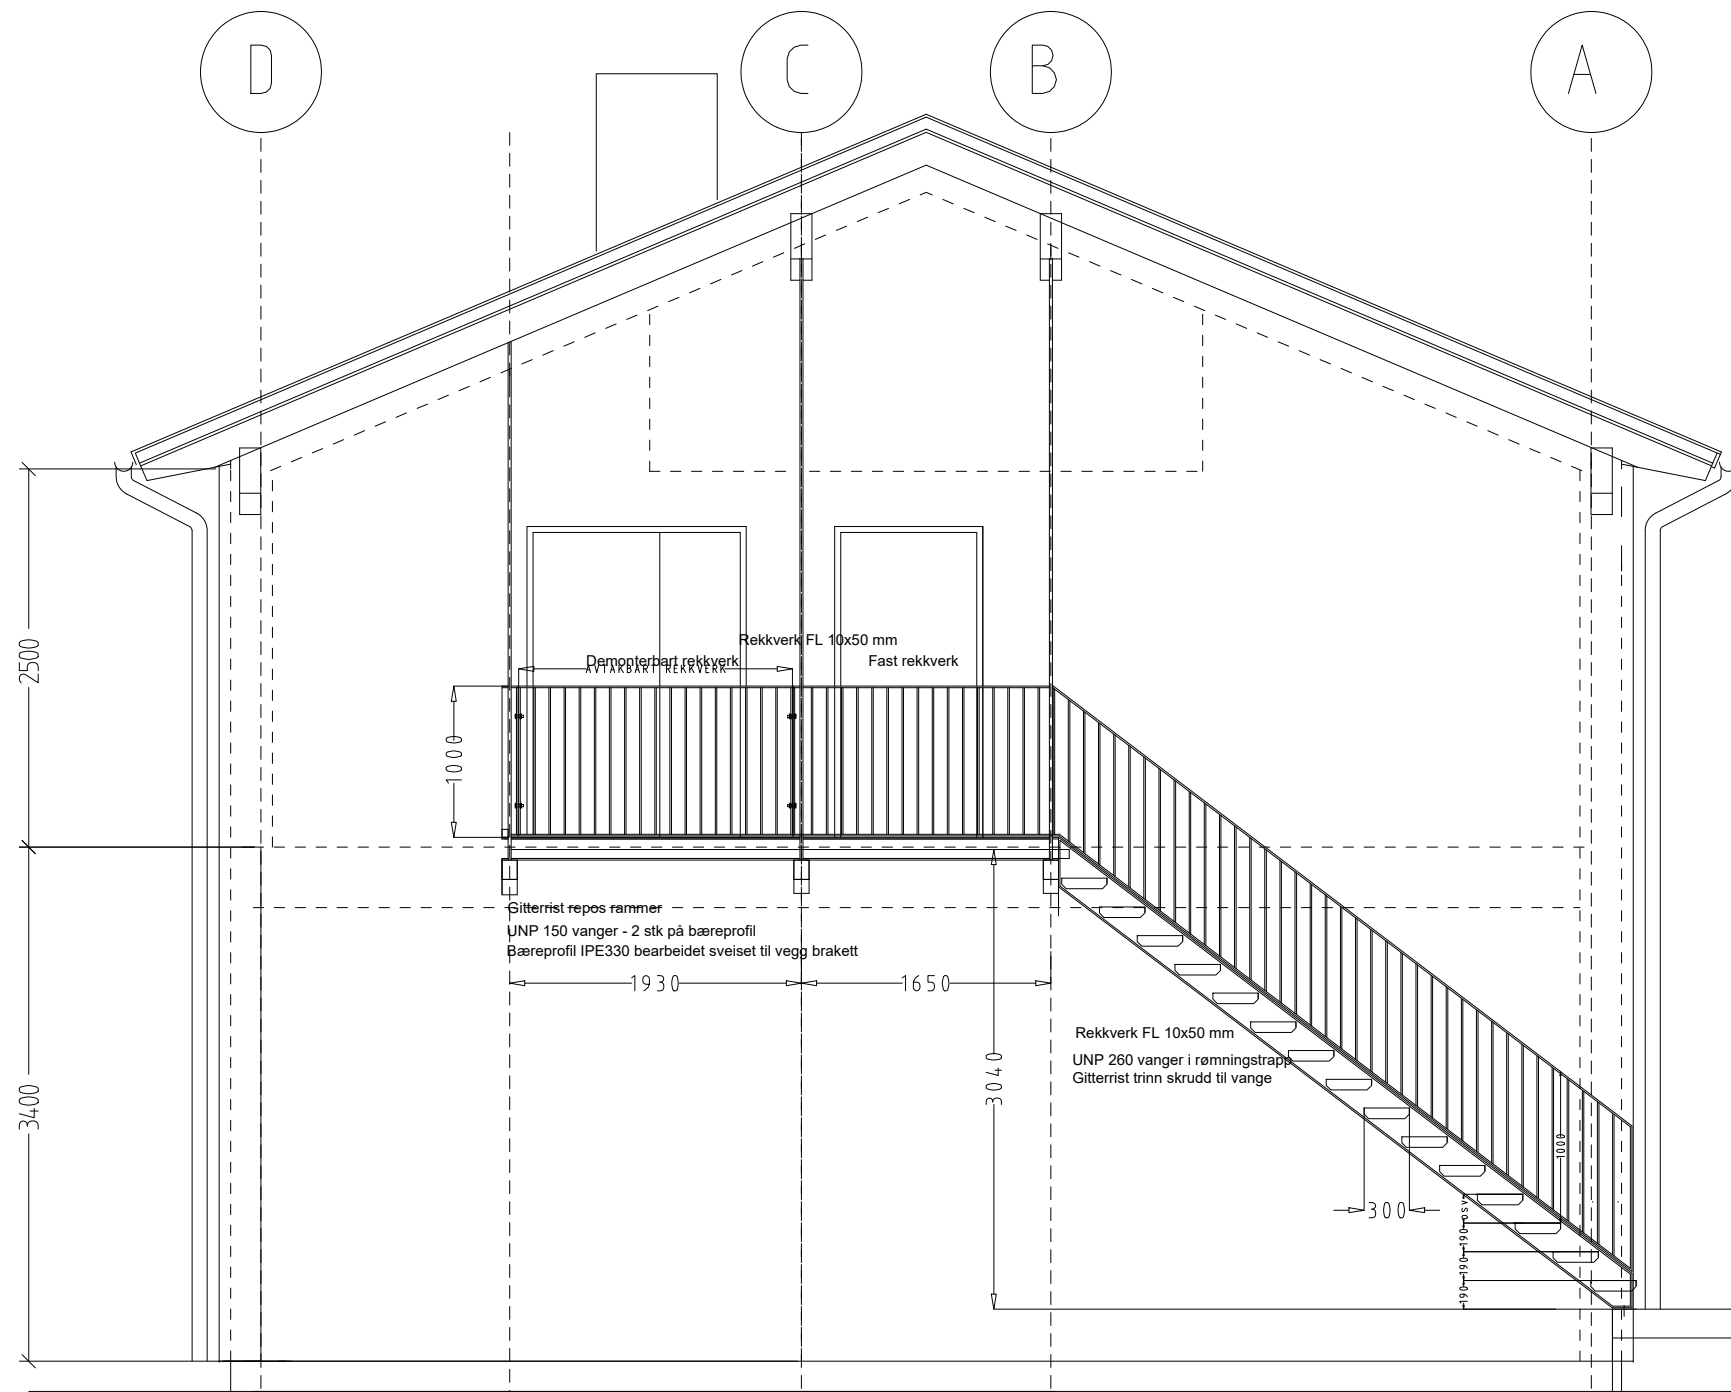 D
C
B
A
2500
Rekkverk FL 10x50 mm
Demonterbart rekkverk
Fast rekkverk
AVTAKBART REKKVERK
1000
Gitterrist repos rammer
UNP 150 vanger - 2 stk på bæreprofil
Bæreprofil IPE330 bearbeidet sveiset til vegg brakett
1930
1650
Rekkverk FL 10x50 mm
UNP 260 vanger i rømningstrapp
Gitterrist trinn skrudd til vange
3040
3400
1000
300
osv
190
190
190